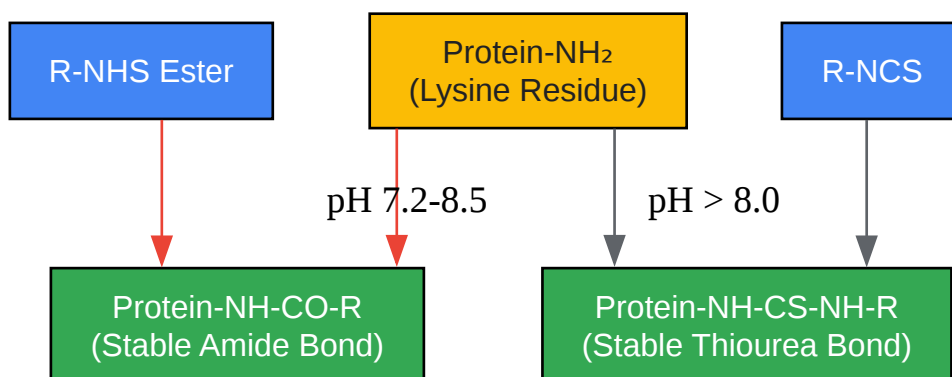 R-NHS Ester
Protein-NH₂
(Lysine Residue)
R-NCS
pH 7.2-8.5
pH > 8.0
Protein-NH-CO-R
(Stable Amide Bond)
Protein-NH-CS-NH-R
(Stable Thiourea Bond)